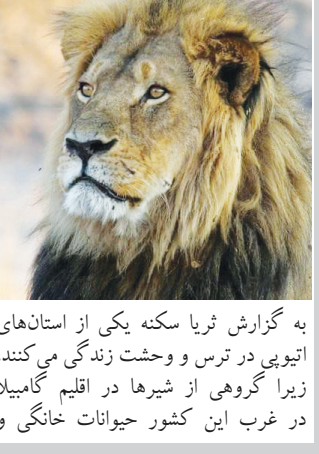 به گزارش ثریا سکنه یکی از استان‌های
اتیوپی در ترس و وحشت زندگی می‌کنند.
زیرا گروهی از شیرها در اقلیم گامبیلا
در غرب این کشور حیوانات خانگی و